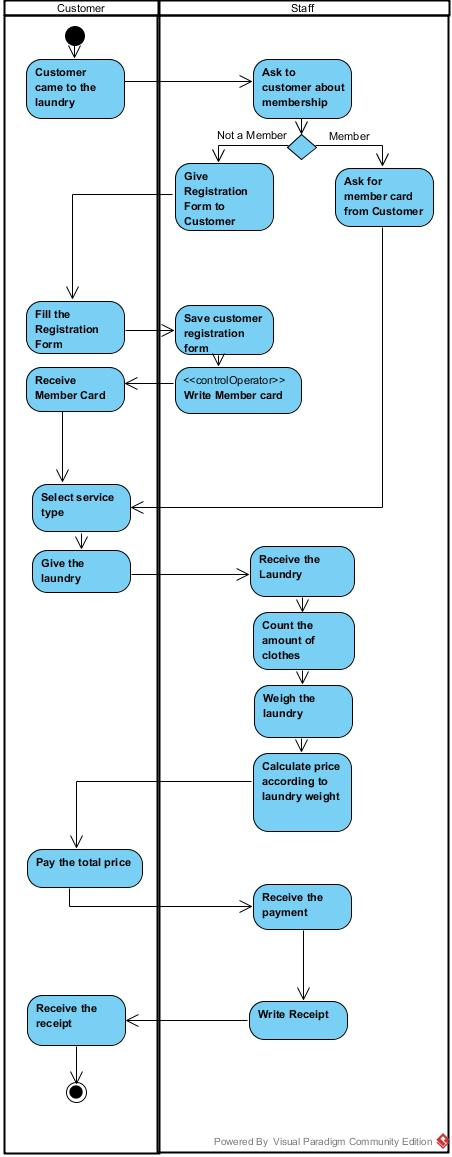 Customer
Staff
Customer
came to the
laundry
Ask to
customer about
membership
Not a Member
Member
Give
Registration
Form to
Customer
Ask for
member card
from Customer
Fill the
Registration
Form
Save customer
registration
form
Receive
Member Card
<<controlOperator>>
Write Member card
Select service
type
Give the
laundry
Receive the
Laundry
Count the
amount of
clothes
Weigh the
laundry
Calculate price
according to
laundry weight
Pay the total price
Receive the
payment
Receive the
receipt
Write Receipt
Powered By Visual Paradigm Community Edition